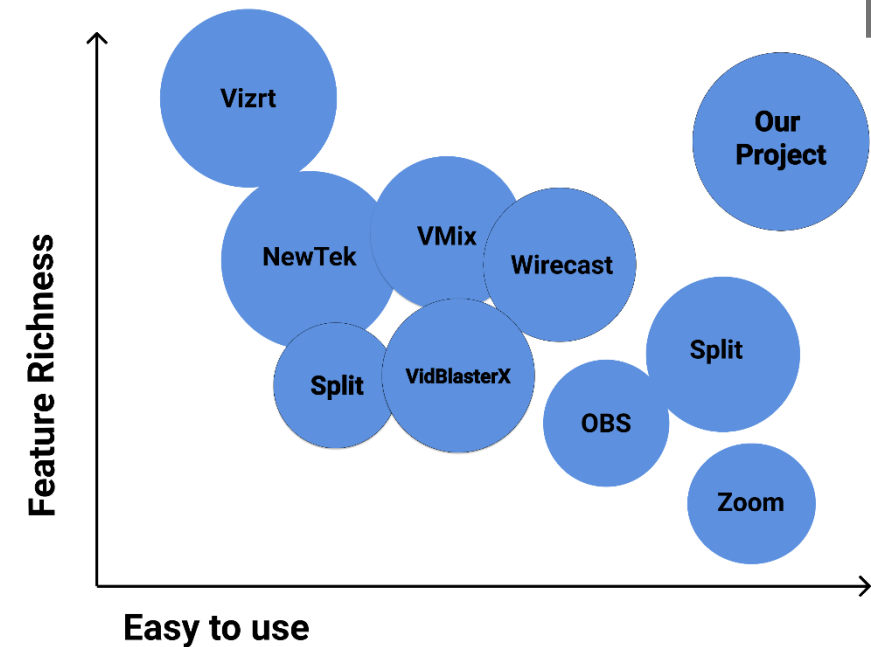 Vizrt
Our
Project
NewTek
VMix
Wirecast
Split
VidBlasterX
Split
OBS
Zoom
Feature Richness
Easy to use